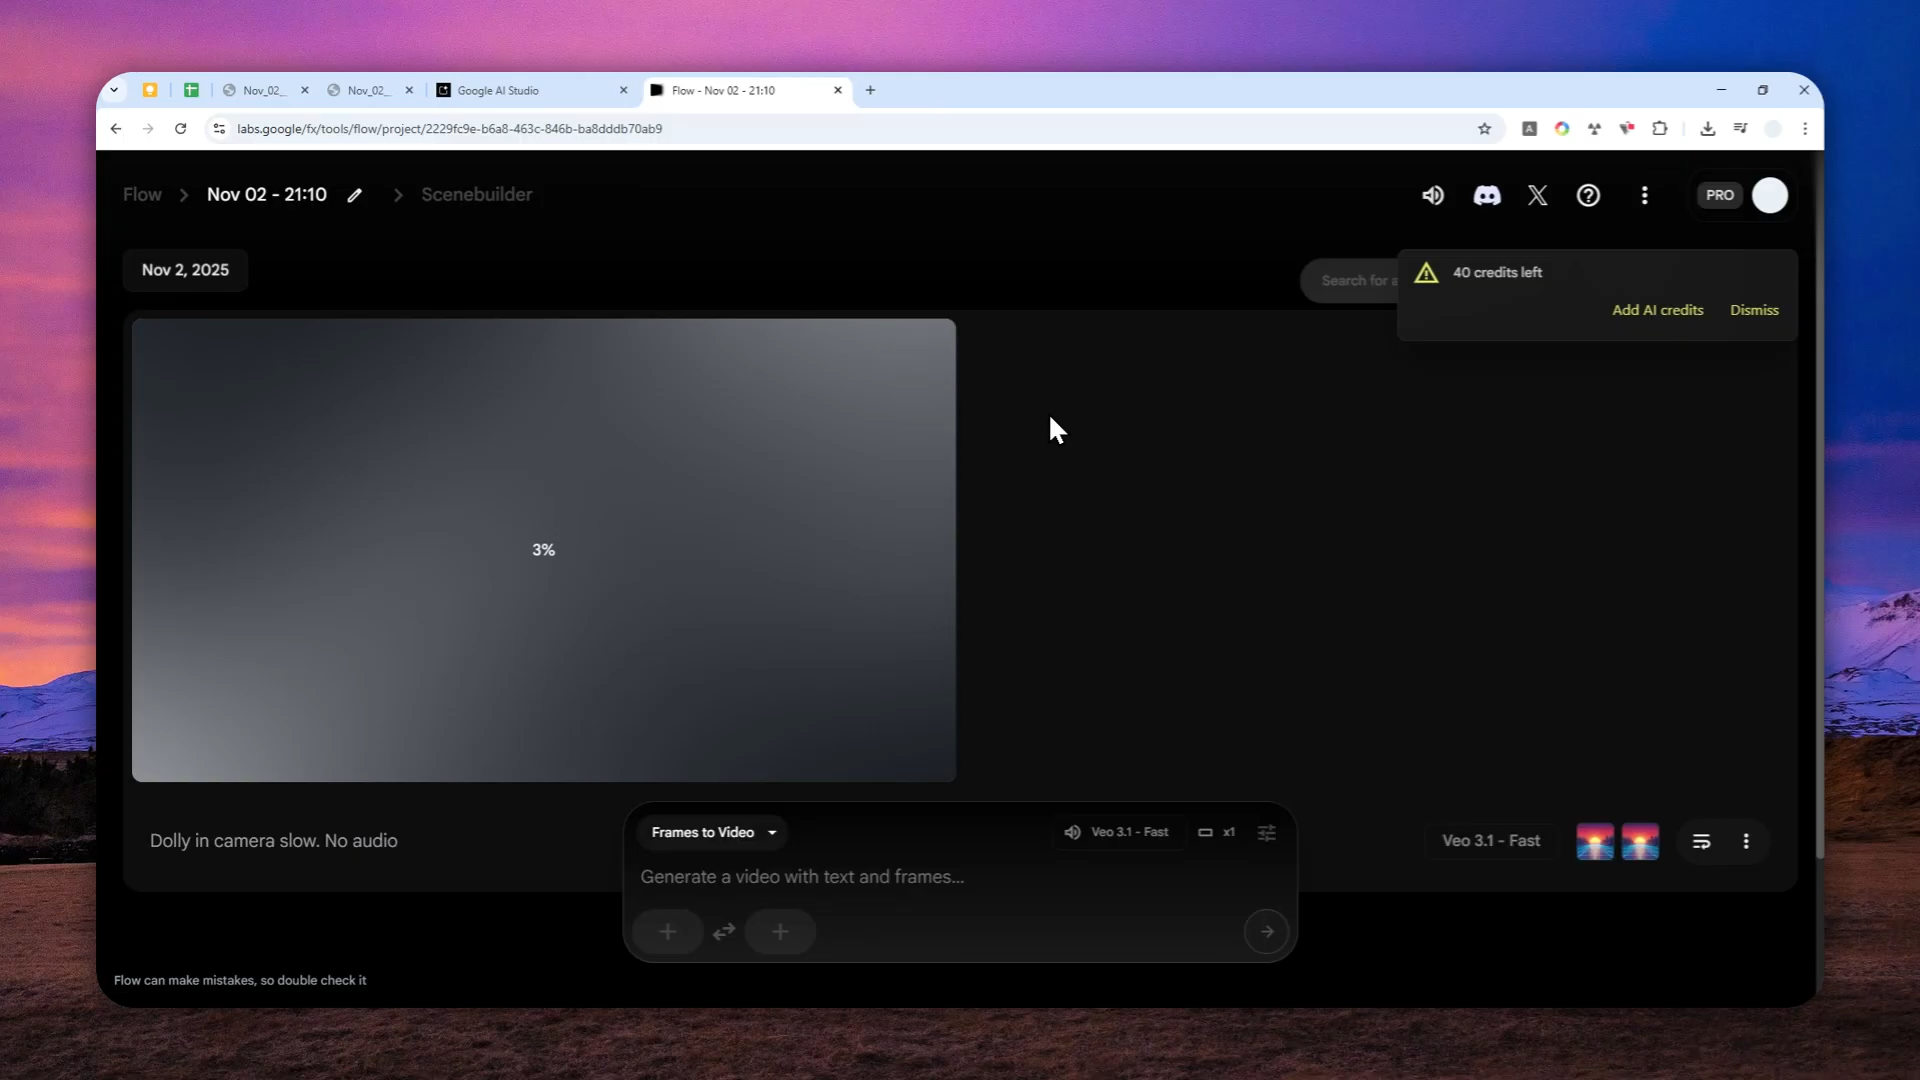 Nov_02_
Nov_02_
Google AI Studio
Flow - Nov 02 - 21:10
labs.google/fx/tools/flow/project/2229fc9e-b6a8-463c-846b-ba8dddb70ab9
Flow
Nov 02 - 21:10
Scenebuilder
PRO
Nov 2, 2025
Search for a
40 credits left
Add AI credits
Dismiss
3%
Dolly in camera slow. No audio
Frames to Video
Veo 3.1 - Fast
x1
Generate a video with text and frames...
Veo 3.1 - Fast
Flow can make mistakes, so double check it